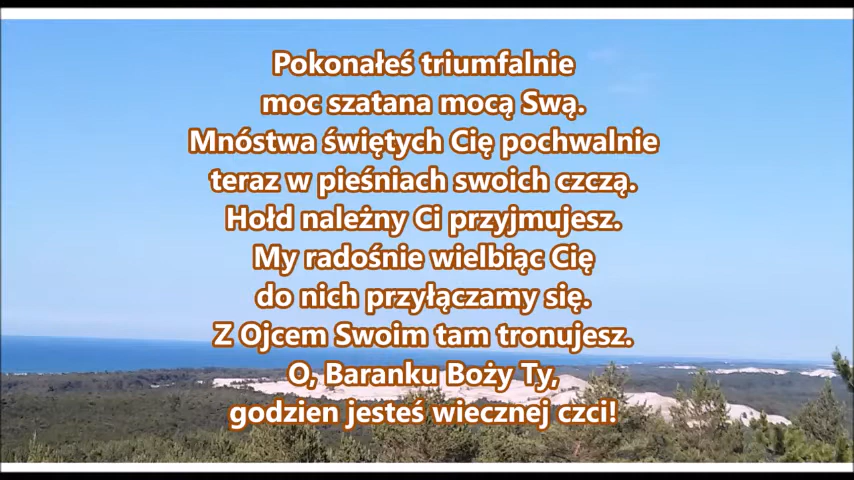 Pokonałeś triumfalnie
moc szatana mocą Swą.
Mnóstwa świętych Cię pochwalnie
teraz w pieśniach swoich czczą.
Hołd należny Ci przyjmujesz.
My radośnie wielbiąc Cię
do nich przyłączamy się.
Z Ojcem Swoim tam tronujesz.
O, Baranku Boży Ty,
godzien jesteś wiecznej czci!